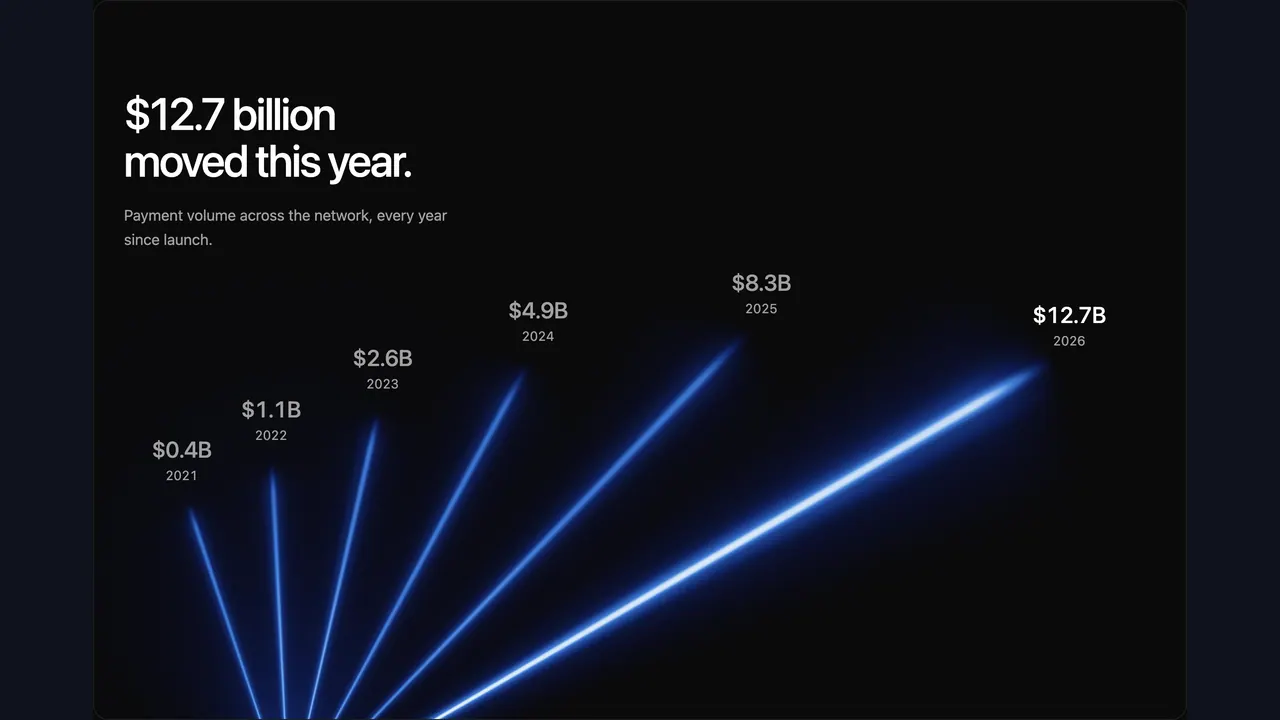 $12.7 billion
moved this year.
Payment volume across the network, every year
since launch.
$0.4B
2021
$1.1B
2022
$2.6B
2023
$4.9B
2024
$8.3B
2025
$12.7B
2026